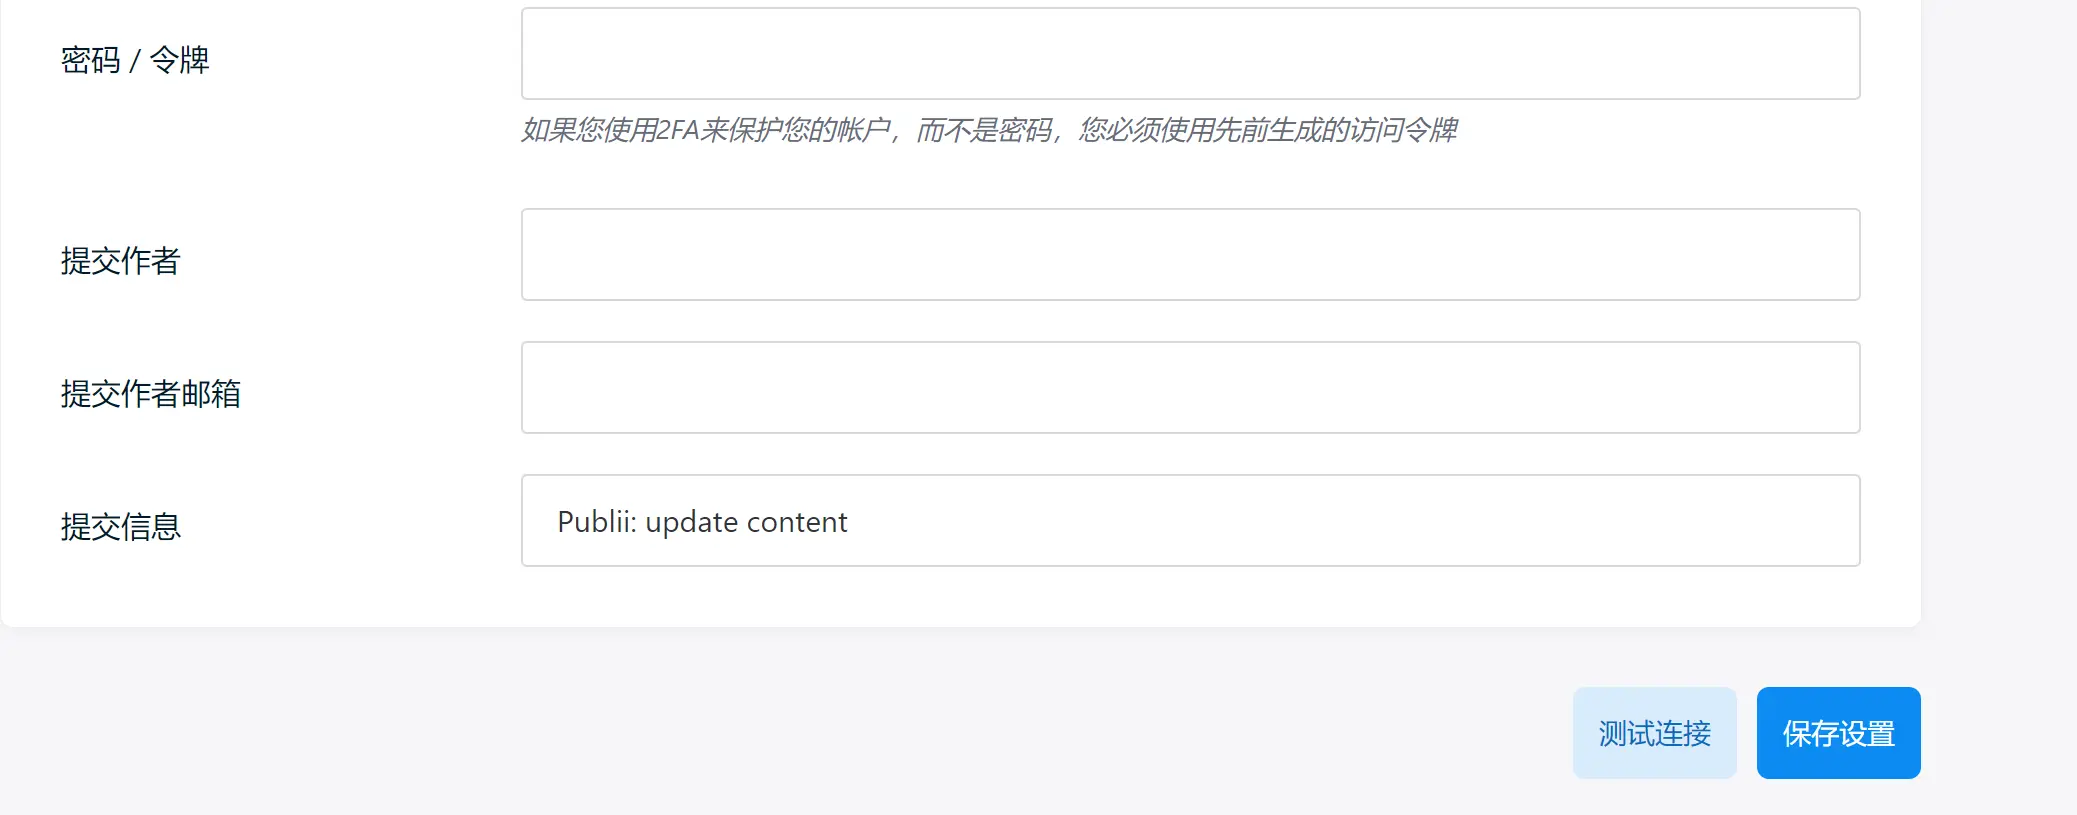 密码 / 令牌
如果您使用2FA来保护您的帐户，而不是密码，您必须使用先前生成的访问令牌
提交作者
提交作者邮箱
提交信息
Publii: update content
测试连接
保存设置